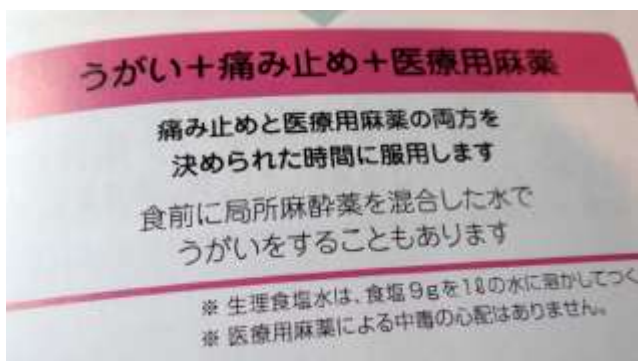 うがい＋痛み止め＋医療用麻薬
痛み止めと医療用麻薬の両方を
決められた時間に服用します
食前に局所麻酔薬を混合した水で
うがいをすることもあります
※ 生理食塩水は、食塩9gを1ℓの水に溶かしてつく
※ 医療用麻薬による中毒の心配はありません。